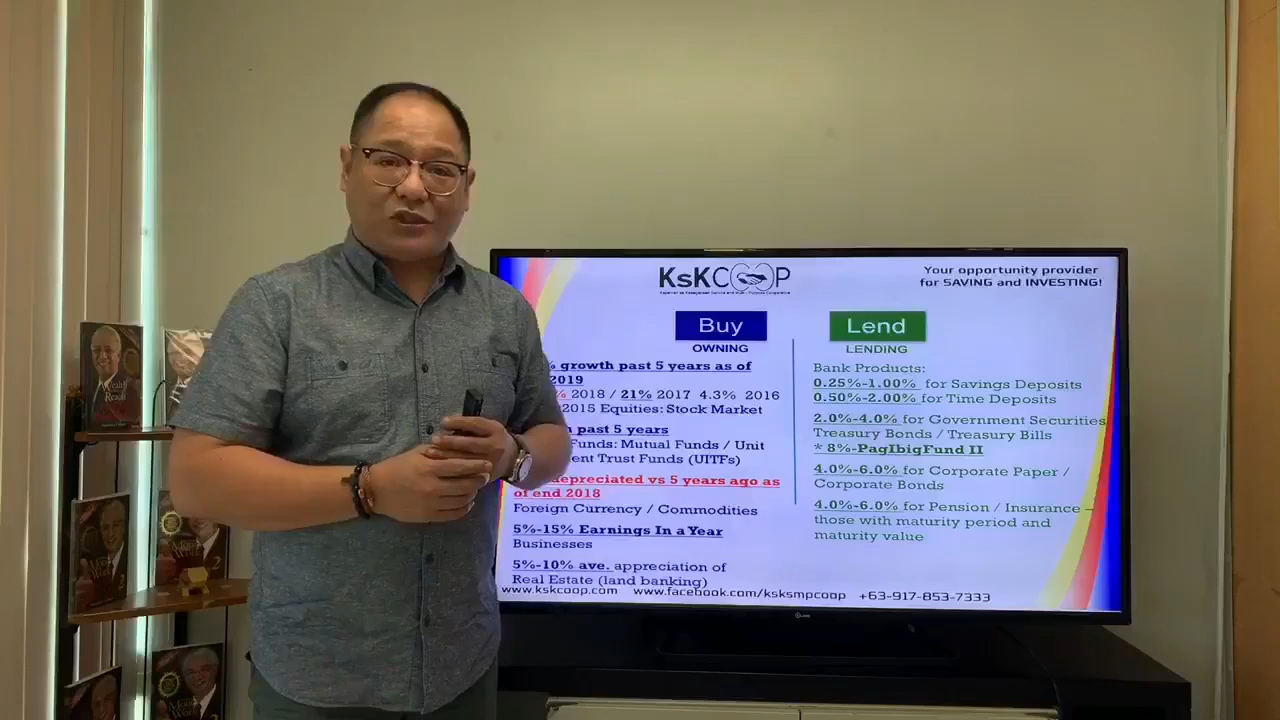 KsKCOOP
Your opportunity provider
for SAVING and INVESTING!
Buy
OWNING
% growth past 5 years as of
2019
% 2018 / 21% 2017 4.3% 2016
2015 Equities: Stock Market
past 5 years
Funds: Mutual Funds / Unit
ent Trust Funds (UITFs)
depreciated vs 5 years ago as
of end 2018
Foreign Currency / Commodities
5%-15% Earnings In a Year
Businesses
5%-10% ave. appreciation of
Real Estate (land banking)
Lend
LENDING
Bank Products:
0.25%-1.00% for Savings Deposits
0.50%-2.00% for Time Deposits
2.0%-4.0% for Government Securities
Treasury Bonds / Treasury Bills
* 8%-PagIbigFund II
4.0%-6.0% for Corporate Paper /
Corporate Bonds
4.0%-6.0% for Pension / Insurance –
those with maturity period and
maturity value
www.kskcoop.com www.facebook.com/ksksmpcoop +63-917-853-7333
Wealth
Reach